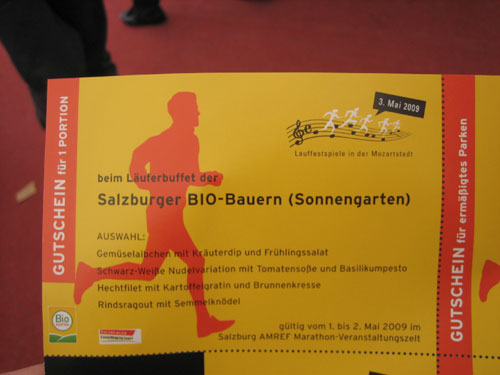 GUTSCHEIN für 1 PORTION
3. Mai 2009
Lauffestspiele in der Mozartstadt
beim Läuferbuffet der
Salzburger BIO-Bauern (Sonnengarten)
AUSWAHL:
Gemüselaibchen mit Kräuterdip und Frühlingssalat
Schwarz-Weiße Nudelvariation mit Tomatensoße und Basilikumpesto
Hechtfilet mit Kartoffelgratin und Brunnenkresse
Rindsragout mit Semmelknödel
gültig vom 1. bis 2. Mai 2009 im
Salzburg AMREF Marathon-Veranstaltungszelt
Bio
GUTSCHEIN für ermäßigtes Parken